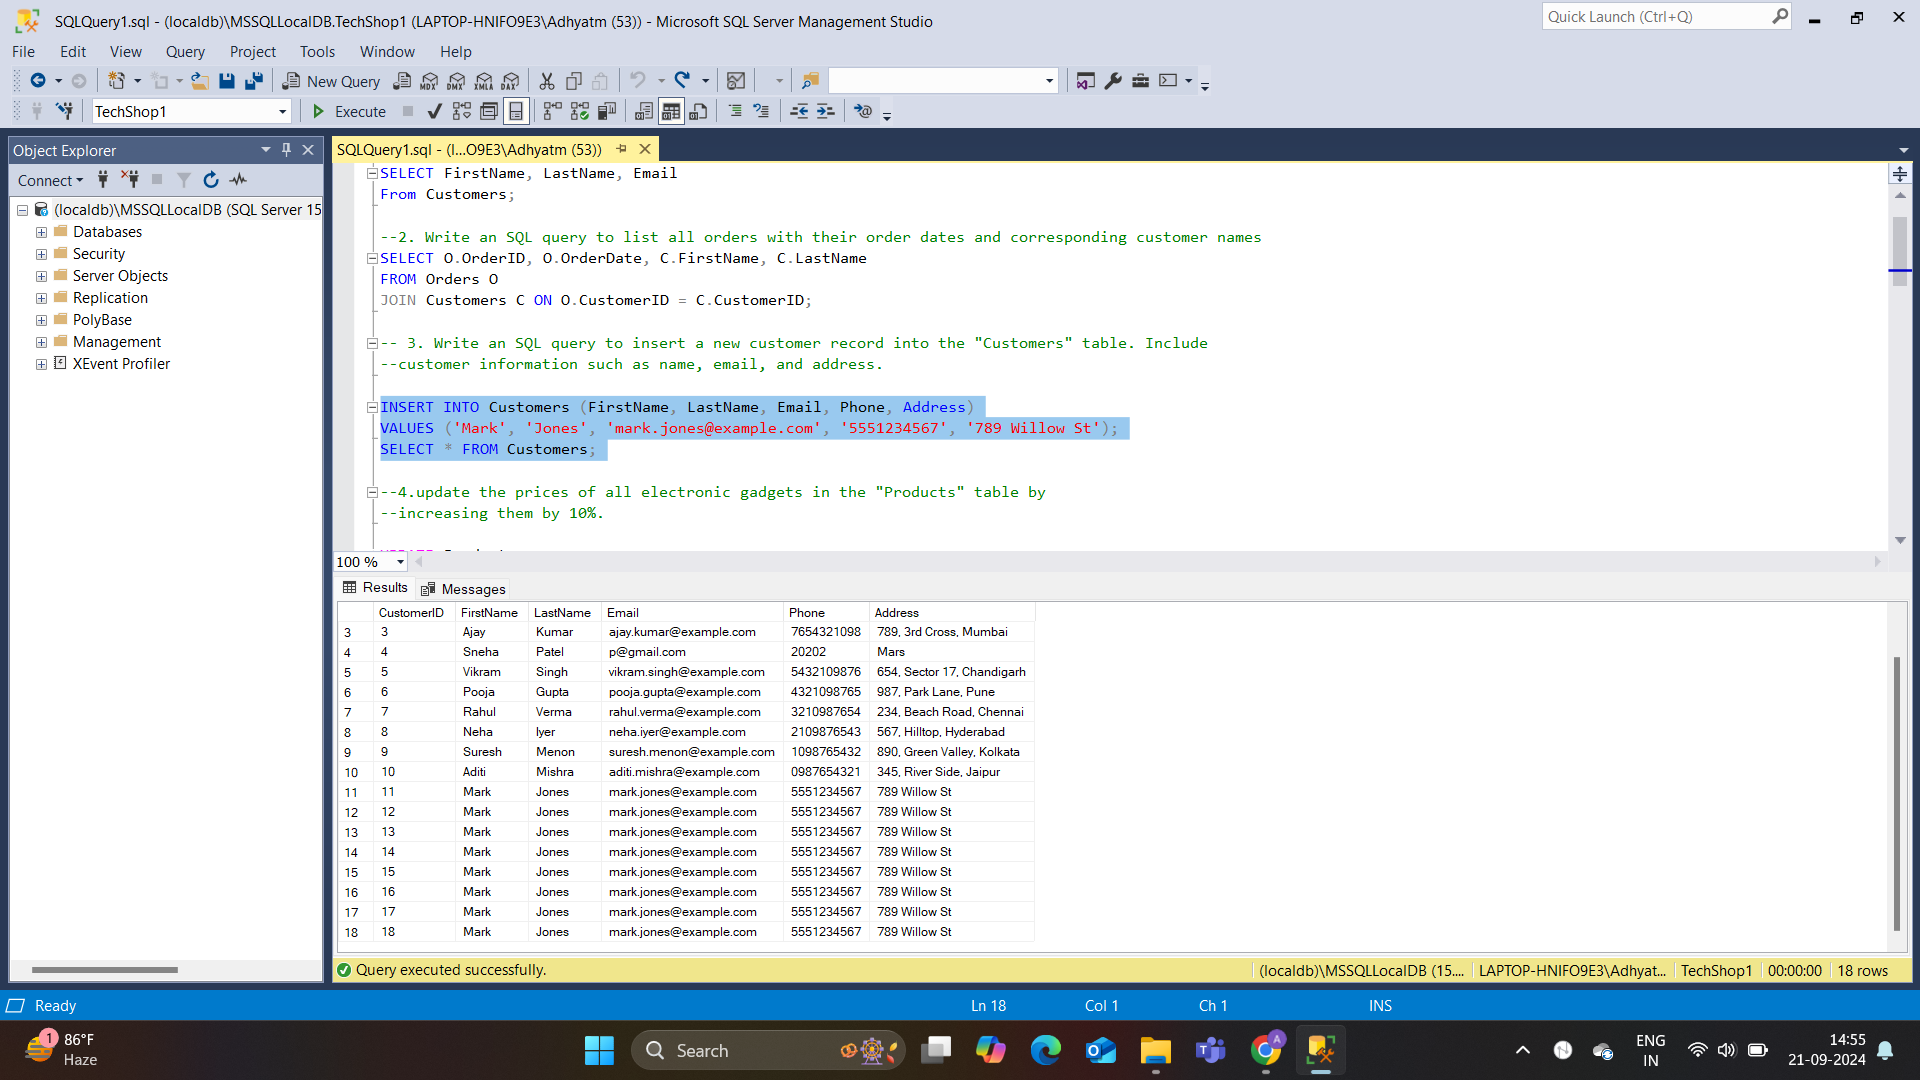 SQLQuery1.sql - (localdb)\MSSQLLocalDB.TechShop1 (LAPTOP-HNIFO9E3\Adhyatm (53)) - Microsoft SQL Server Management Studio
Quick Launch (Ctrl+Q)
File Edit View Query Project Tools Window Help
New Query
MDX DMX XMLA DAX
TechShop1
Execute
Object Explorer
SQLQuery1.sql - (l...O9E3\Adhyatm (53))
Connect
(localdb)\MSSQLLocalDB (SQL Server 15
Databases
Security
Server Objects
Replication
PolyBase
Management
XEvent Profiler
SELECT FirstName, LastName, Email
From Customers;
--2. Write an SQL query to list all orders with their order dates and corresponding customer names
SELECT O.OrderID, O.OrderDate, C.FirstName, C.LastName
FROM Orders O
JOIN Customers C ON O.CustomerID = C.CustomerID;
-- 3. Write an SQL query to insert a new customer record into the "Customers" table. Include
--customer information such as name, email, and address.
INSERT INTO Customers (FirstName, LastName, Email, Phone, Address)
VALUES ('Mark', 'Jones', 'mark.jones@example.com', '5551234567', '789 Willow St');
SELECT * FROM Customers;
--4.update the prices of all electronic gadgets in the "Products" table by
--increasing them by 10%.
100 %
Results Messages
CustomerID FirstName LastName Email Phone Address
3 3 Ajay Kumar ajay.kumar@example.com 7654321098 789, 3rd Cross, Mumbai
4 4 Sneha Patel p@gmail.com 20202 Mars
5 5 Vikram Singh vikram.singh@example.com 5432109876 654, Sector 17, Chandigarh
6 6 Pooja Gupta pooja.gupta@example.com 4321098765 987, Park Lane, Pune
7 7 Rahul Verma rahul.verma@example.com 3210987654 234, Beach Road, Chennai
8 8 Neha Iyer neha.iyer@example.com 2109876543 567, Hilltop, Hyderabad
9 9 Suresh Menon suresh.menon@example.com 1098765432 890, Green Valley, Kolkata
10 10 Aditi Mishra aditi.mishra@example.com 0987654321 345, River Side, Jaipur
11 11 Mark Jones mark.jones@example.com 5551234567 789 Willow St
12 12 Mark Jones mark.jones@example.com 5551234567 789 Willow St
13 13 Mark Jones mark.jones@example.com 5551234567 789 Willow St
14 14 Mark Jones mark.jones@example.com 5551234567 789 Willow St
15 15 Mark Jones mark.jones@example.com 5551234567 789 Willow St
16 16 Mark Jones mark.jones@example.com 5551234567 789 Willow St
17 17 Mark Jones mark.jones@example.com 5551234567 789 Willow St
18 18 Mark Jones mark.jones@example.com 5551234567 789 Willow St
Query executed successfully.
(localdb)\MSSQLLocalDB (15.... LAPTOP-HNIFO9E3\Adhyat... TechShop1 00:00:00 18 rows
Ready Ln 18 Col 1 Ch 1 INS
1
86°F
Haze
Search
A
ENG
IN
14:55
21-09-2024